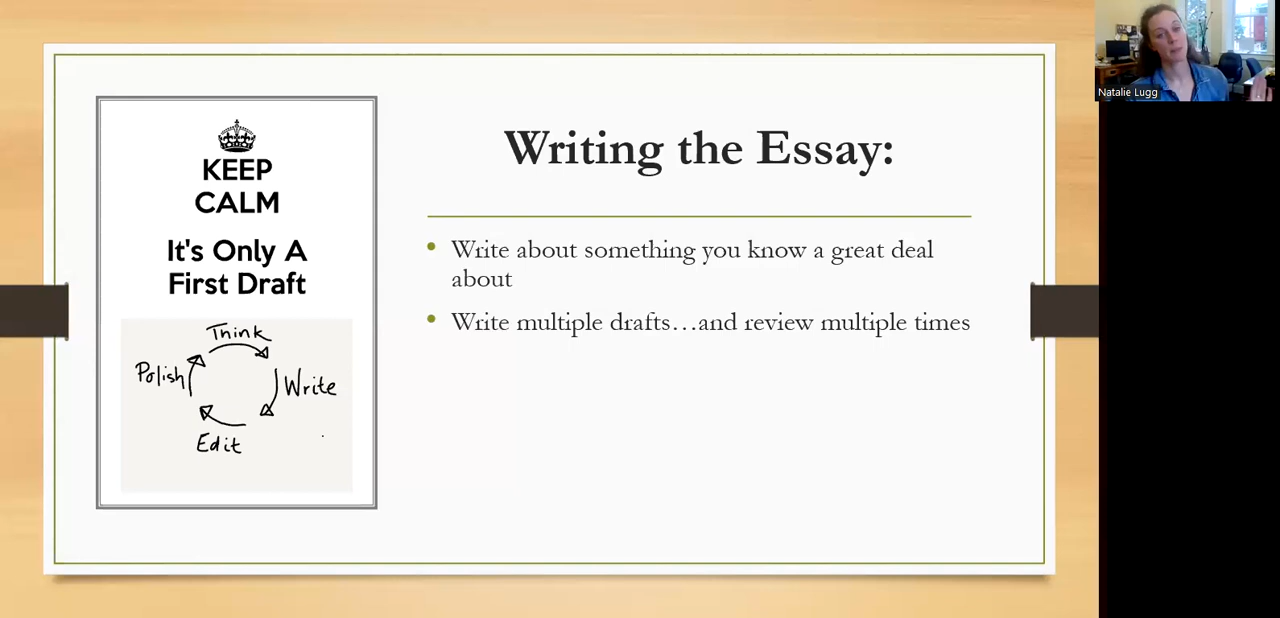 KEEP
CALM
It's Only A
First Draft
Think
Polish
Write
Edit
Writing the Essay:
• Write about something you know a great deal
about
• Write multiple drafts…and review multiple times
Natalie Lugg